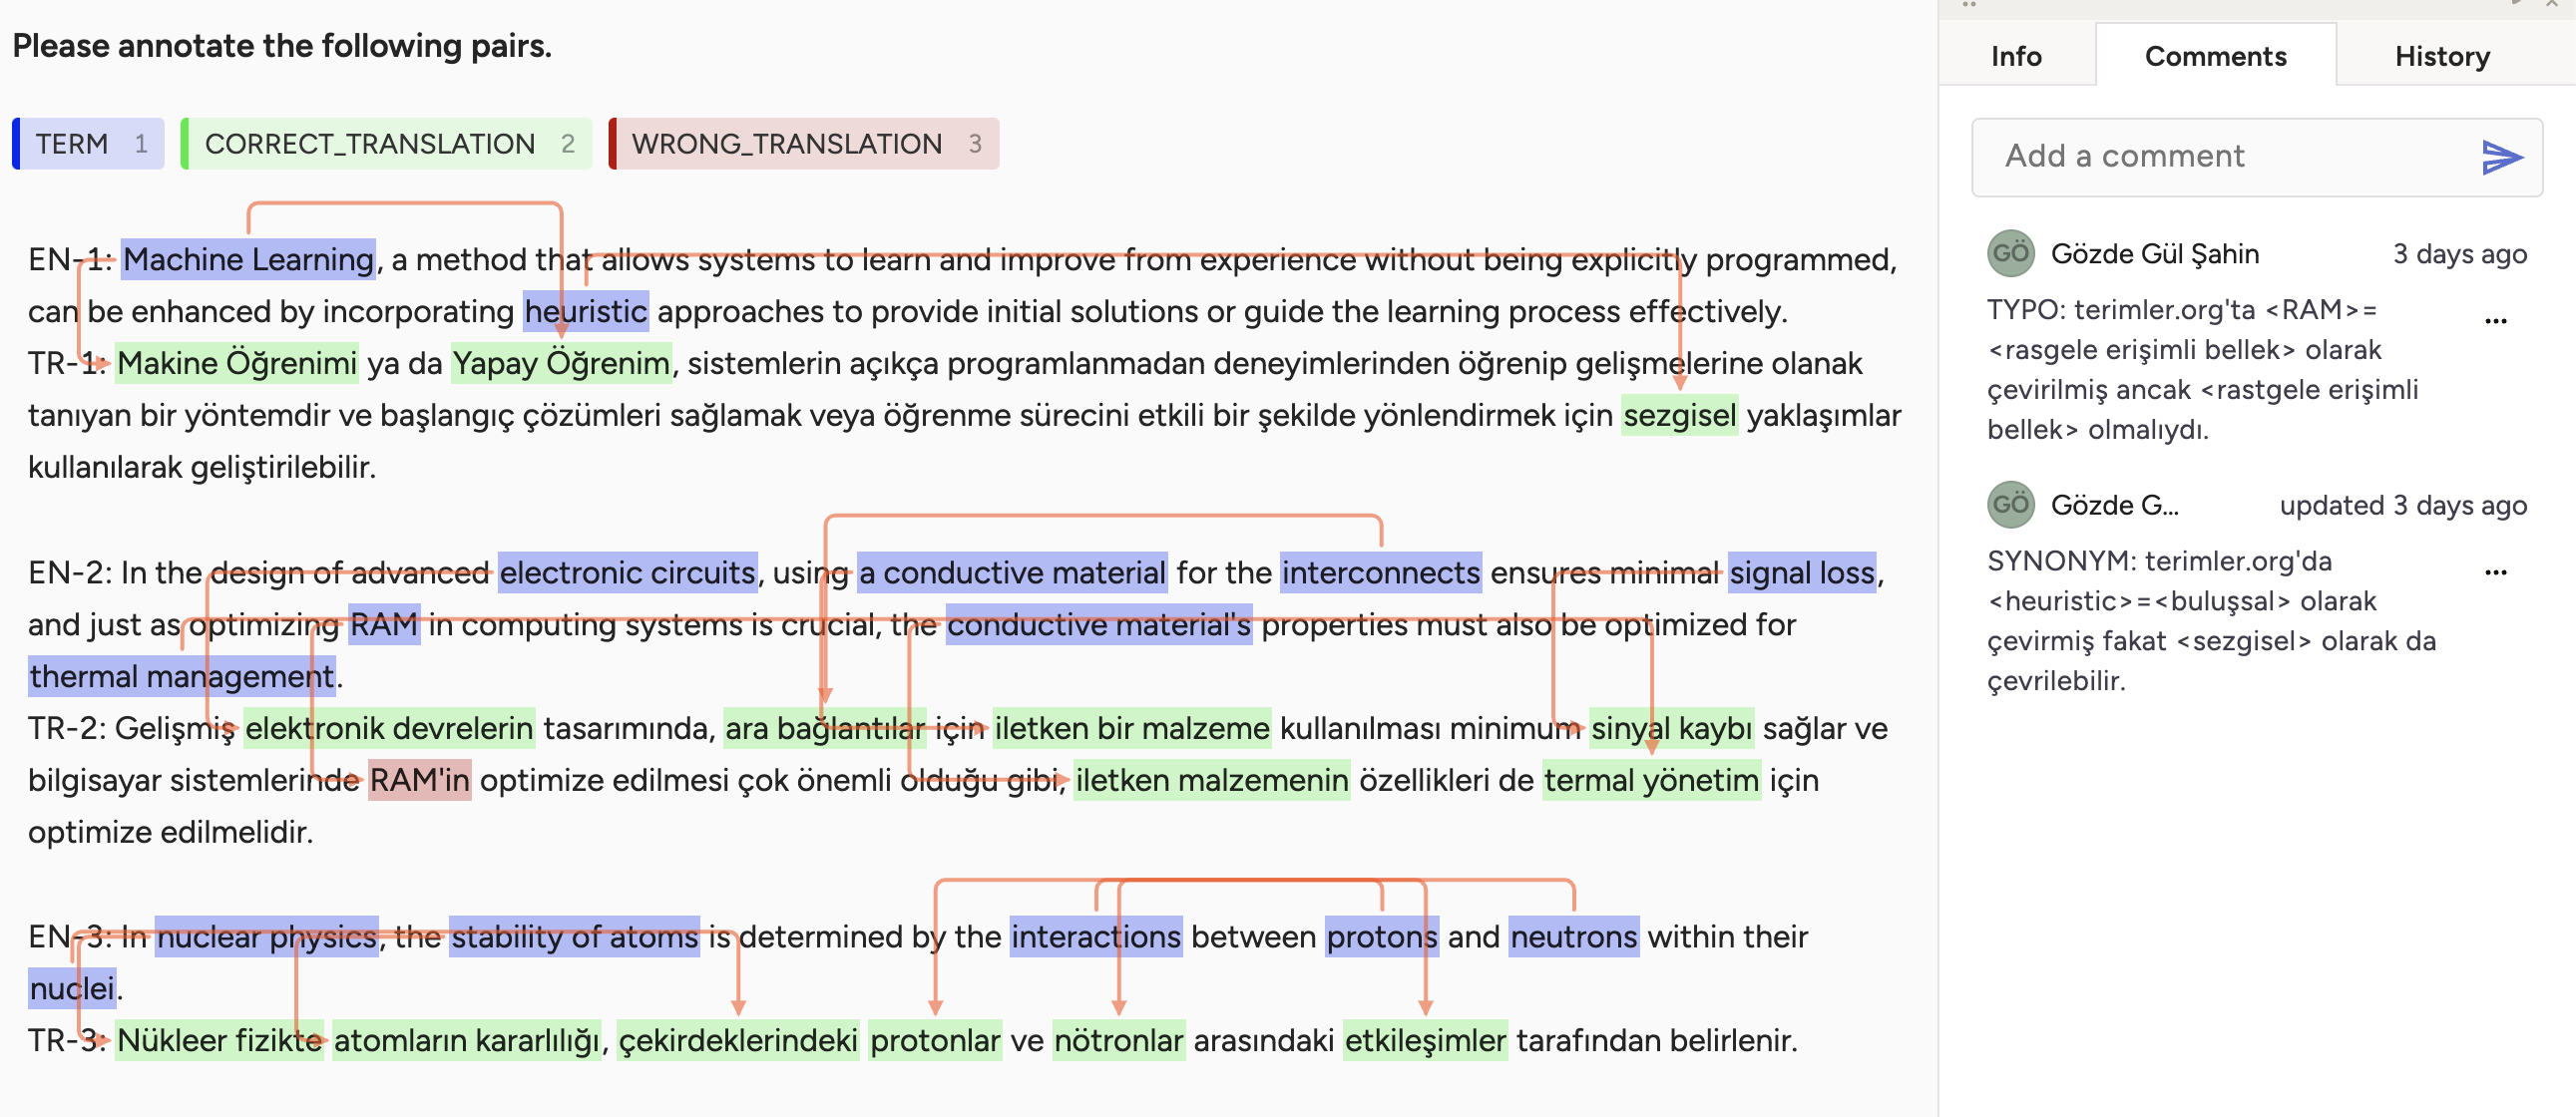 Please annotate the following pairs.
TERM 1 CORRECT_TRANSLATION 2 WRONG_TRANSLATION 3
EN-1: Machine Learning, a method that allows systems to learn and improve from experience without being explicitly programmed,
can be enhanced by incorporating heuristic approaches to provide initial solutions or guide the learning process effectively.
TR-1: Makine Öğrenimi ya da Yapay Öğrenim, sistemlerin açıkça programlanmadan deneyimlerinden öğrenip gelişmelerine olanak
tanıyan bir yöntemdir ve başlangıç çözümleri sağlamak veya öğrenme sürecini etkili bir şekilde yönlendirmek için sezgisel yaklaşımlar
kullanılarak geliştirilebilir.
EN-2: In the design of advanced electronic circuits, using a conductive material for the interconnects ensures minimal signal loss,
and just as optimizing RAM in computing systems is crucial, the conductive material's properties must also be optimized for
thermal management.
TR-2: Gelişmiş elektronik devrelerin tasarımında, ara bağlantılar için iletken bir malzeme kullanılması minimum sinyal kaybı sağlar ve
bilgisayar sistemlerinde RAM'in optimize edilmesi çok önemli olduğu gibi, iletken malzemenin özellikleri de termal yönetim için
optimize edilmelidir.
EN-3: In nuclear physics, the stability of atoms is determined by the interactions between protons and neutrons within their
nuclei.
TR-3: Nükleer fizikte atomların kararlılığı, çekirdeklerindeki protonlar ve nötronlar arasındaki etkileşimler tarafından belirlenir.
Info Comments History
Add a comment
GÖ Gözde Gül Şahin 3 days ago
TYPO: terimler.org'ta <RAM>=
<rasgele erişimli bellek> olarak
çevirilmiş ancak <rastgele erişimli
bellek> olmalıydı.
GÖ Gözde G... updated 3 days ago
SYNONYM: terimler.org'da
<heuristic>=<buluşsal> olarak
çevirmiş fakat <sezgisel> olarak da
çevrilebilir.